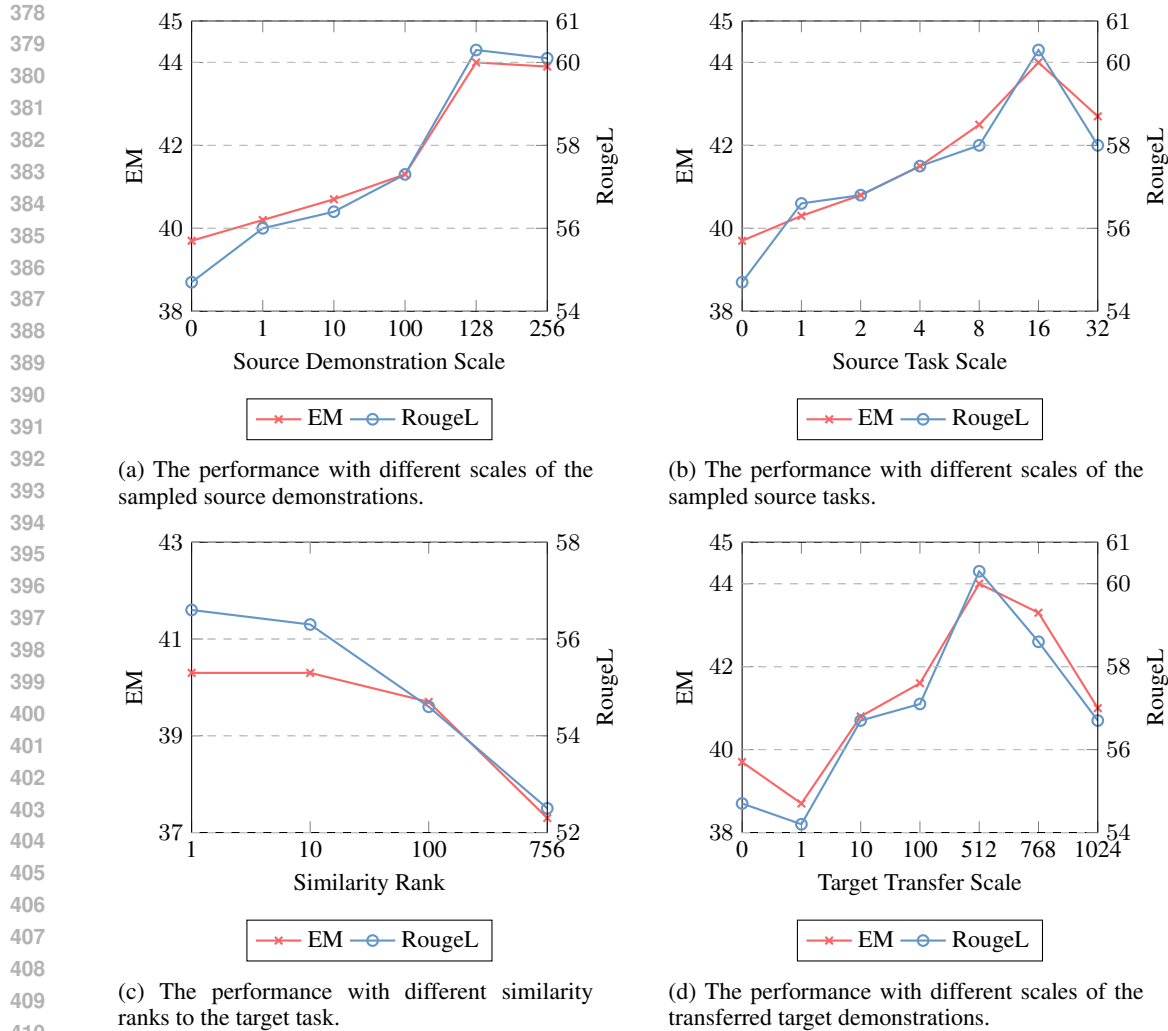 378
379
380
381
382
383
384
385
386
387
388
389
390
391
392
393
394
395
396
397
398
399
400
401
402
403
404
405
406
407
408
409
45
44
42
40
38
EM
61
60
58
56
54
RougeL
0 1 10 100 128 256
Source Demonstration Scale
EM RougeL
(a) The performance with different scales of the
sampled source demonstrations.
45
44
42
40
38
EM
61
60
58
56
54
RougeL
0 1 2 4 8 16 32
Source Task Scale
EM RougeL
(b) The performance with different scales of the
sampled source tasks.
43
41
39
37
EM
58
56
54
52
RougeL
1 10 100 756
Similarity Rank
EM RougeL
(c) The performance with different similarity
ranks to the target task.
45
44
42
40
38
EM
61
60
58
56
54
RougeL
0 1 10 100 512 768 1024
Target Transfer Scale
EM RougeL
(d) The performance with different scales of the
transferred target demonstrations.